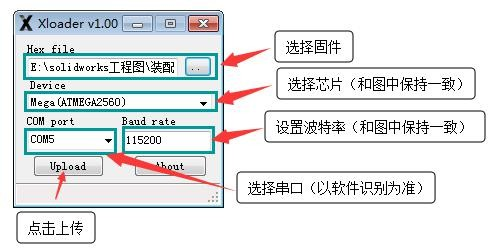 Xloader v1.00
Hex file
E:\solidworks工程图\装配
..
Device
Mega(ATMEGA2560)
COM port
Baud rate
COM5
115200
Upload
About
选择固件
选择芯片（和图中保持一致）
设置波特率（和图中保持一致）
选择串口（以软件识别为准）
点击上传